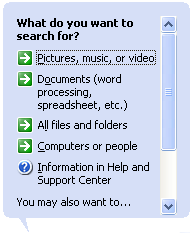 What do you want to
search for?
Pictures, music, or video
Documents (word
processing,
spreadsheet, etc.)
All files and folders
Computers or people
Information in Help and
Support Center
You may also want to...